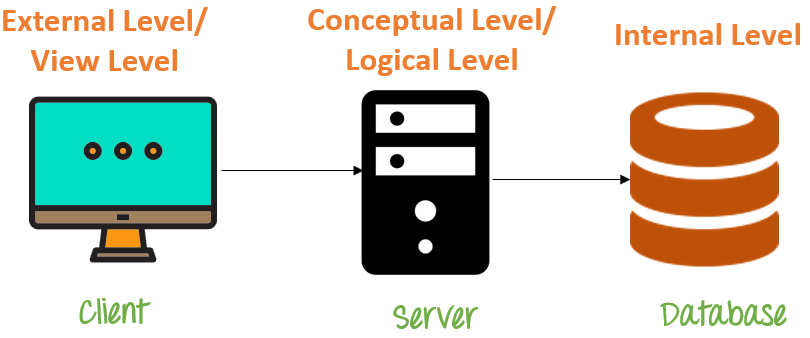 External Level/
View Level
Conceptual Level/
Logical Level
Internal Level
Client
Server
Database